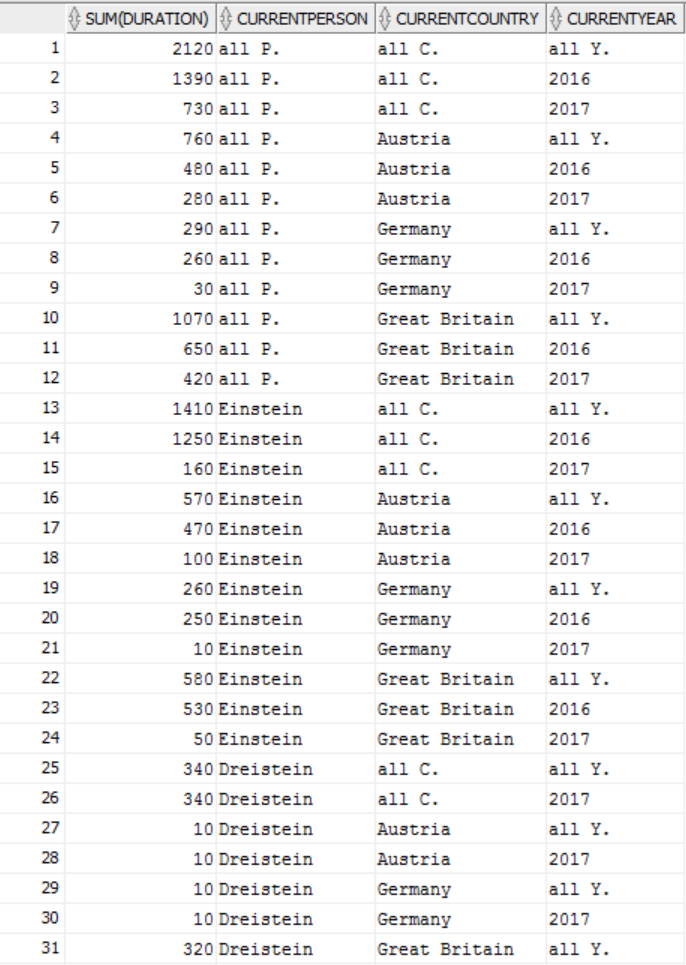 SUM(DURATION) CURRENTPERSON CURRENTCOUNTRY CURRENTYEAR
1 2120 all P. all C. all Y.
2 1390 all P. all C. 2016
3 730 all P. all C. 2017
4 760 all P. Austria all Y.
5 480 all P. Austria 2016
6 280 all P. Austria 2017
7 290 all P. Germany all Y.
8 260 all P. Germany 2016
9 30 all P. Germany 2017
10 1070 all P. Great Britain all Y.
11 650 all P. Great Britain 2016
12 420 all P. Great Britain 2017
13 1410 Einstein all C. all Y.
14 1250 Einstein all C. 2016
15 160 Einstein all C. 2017
16 570 Einstein Austria all Y.
17 470 Einstein Austria 2016
18 100 Einstein Austria 2017
19 260 Einstein Germany all Y.
20 250 Einstein Germany 2016
21 10 Einstein Germany 2017
22 580 Einstein Great Britain all Y.
23 530 Einstein Great Britain 2016
24 50 Einstein Great Britain 2017
25 340 Dreistein all C. all Y.
26 340 Dreistein all C. 2017
27 10 Dreistein Austria all Y.
28 10 Dreistein Austria 2017
29 10 Dreistein Germany all Y.
30 10 Dreistein Germany 2017
31 320 Dreistein Great Britain all Y.